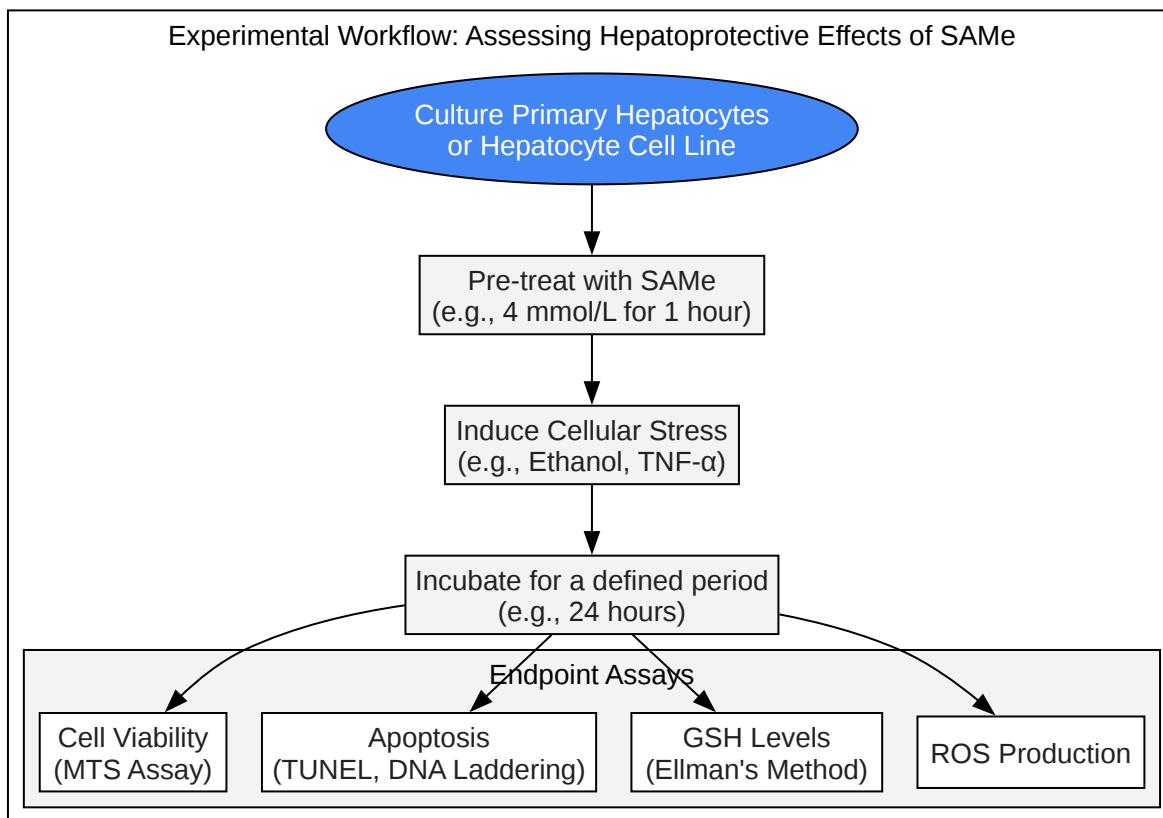 Experimental Workflow: Assessing Hepatoprotective Effects of SAMe
Culture Primary Hepatocytes
or Hepatocyte Cell Line
Pre-treat with SAMe
(e.g., 4 mmol/L for 1 hour)
Induce Cellular Stress
(e.g., Ethanol, TNF-α)
Incubate for a defined period
(e.g., 24 hours)
Endpoint Assays
Cell Viability
(MTS Assay)
Apoptosis
(TUNEL, DNA Laddering)
GSH Levels
(Ellman's Method)
ROS Production